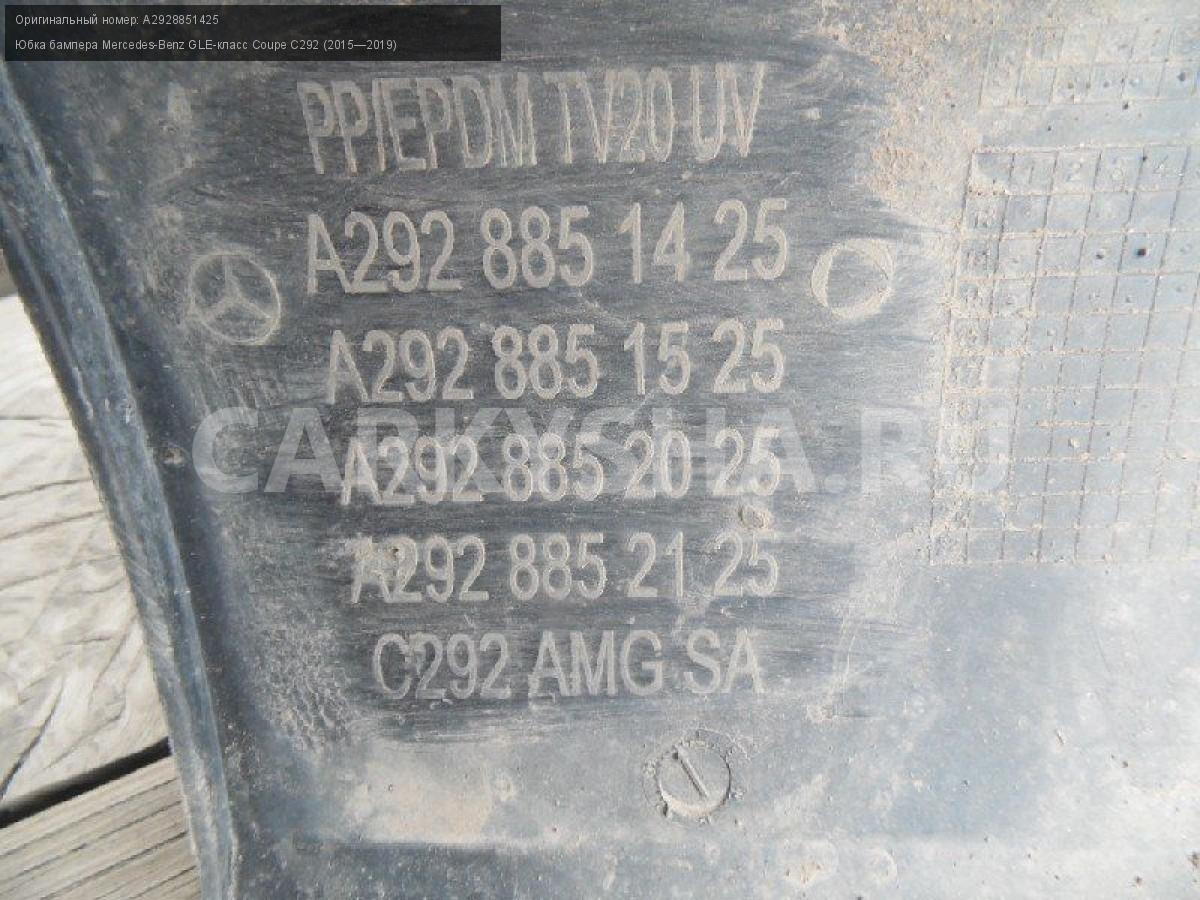 Оригинальный номер: A2928851425
Юбка бампера Mercedes-Benz GLE-класс Coupe C292 (2015—2019)
PP/EPDM TV20 UV
A292 885 14 25
A292 885 15 25
CARKYSHA.RU
A292 885 20 25
A292 885 21 25
C292 AMG SA